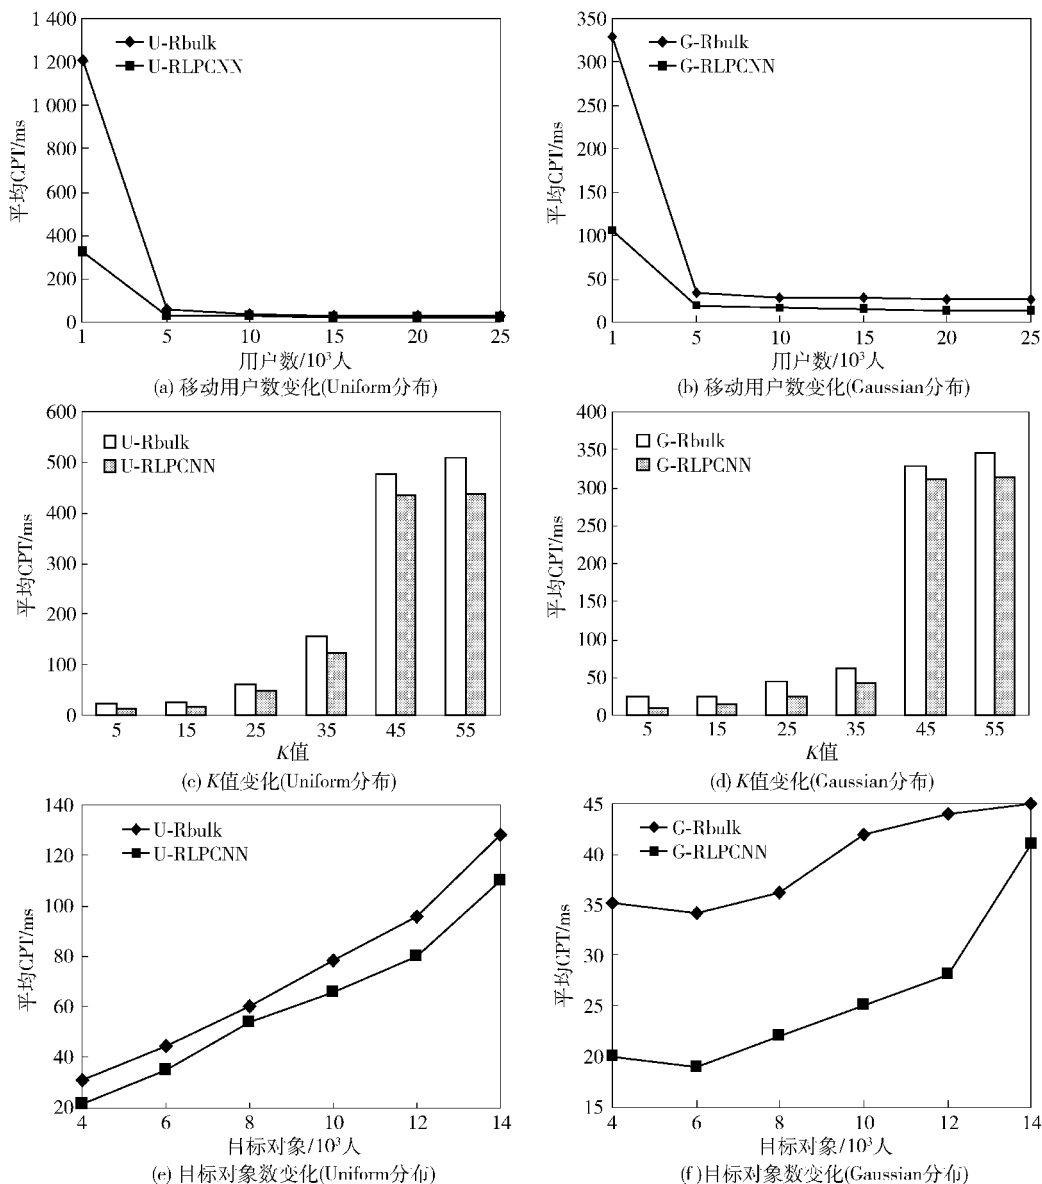 1 400
1 200
1 000
800
600
400
200
0
平均CPT/ms
U-Rbulk
U-RLPCNN
1 5 10 15 20 25
用户数/10³人
(a) 移动用户数变化(Uniform分布)
350
300
250
200
150
100
50
0
平均CPT/ms
G-Rbulk
G-RLPCNN
1 5 10 15 20 25
用户数/10³人
(b) 移动用户数变化(Gaussian分布)
600
500
400
300
200
100
0
平均CPT/ms
U-Rbulk
U-RLPCNN
5 15 25 35 45 55
K值
(c) K值变化(Uniform分布)
400
350
300
250
200
150
100
50
0
平均CPT/ms
G-Rbulk
G-RLPCNN
5 15 25 35 45 55
K值
(d) K值变化(Gaussian分布)
140
120
100
80
60
40
20
平均CPT/ms
U-Rbulk
U-RLPCNN
4 6 8 10 12 14
目标对象/10³人
(e) 目标对象数变化(Uniform分布)
45
40
35
30
25
20
15
平均CPT/ms
G-Rbulk
G-RLPCNN
4 6 8 10 12 14
目标对象/10³人
(f)目标对象数变化(Gaussian分布)